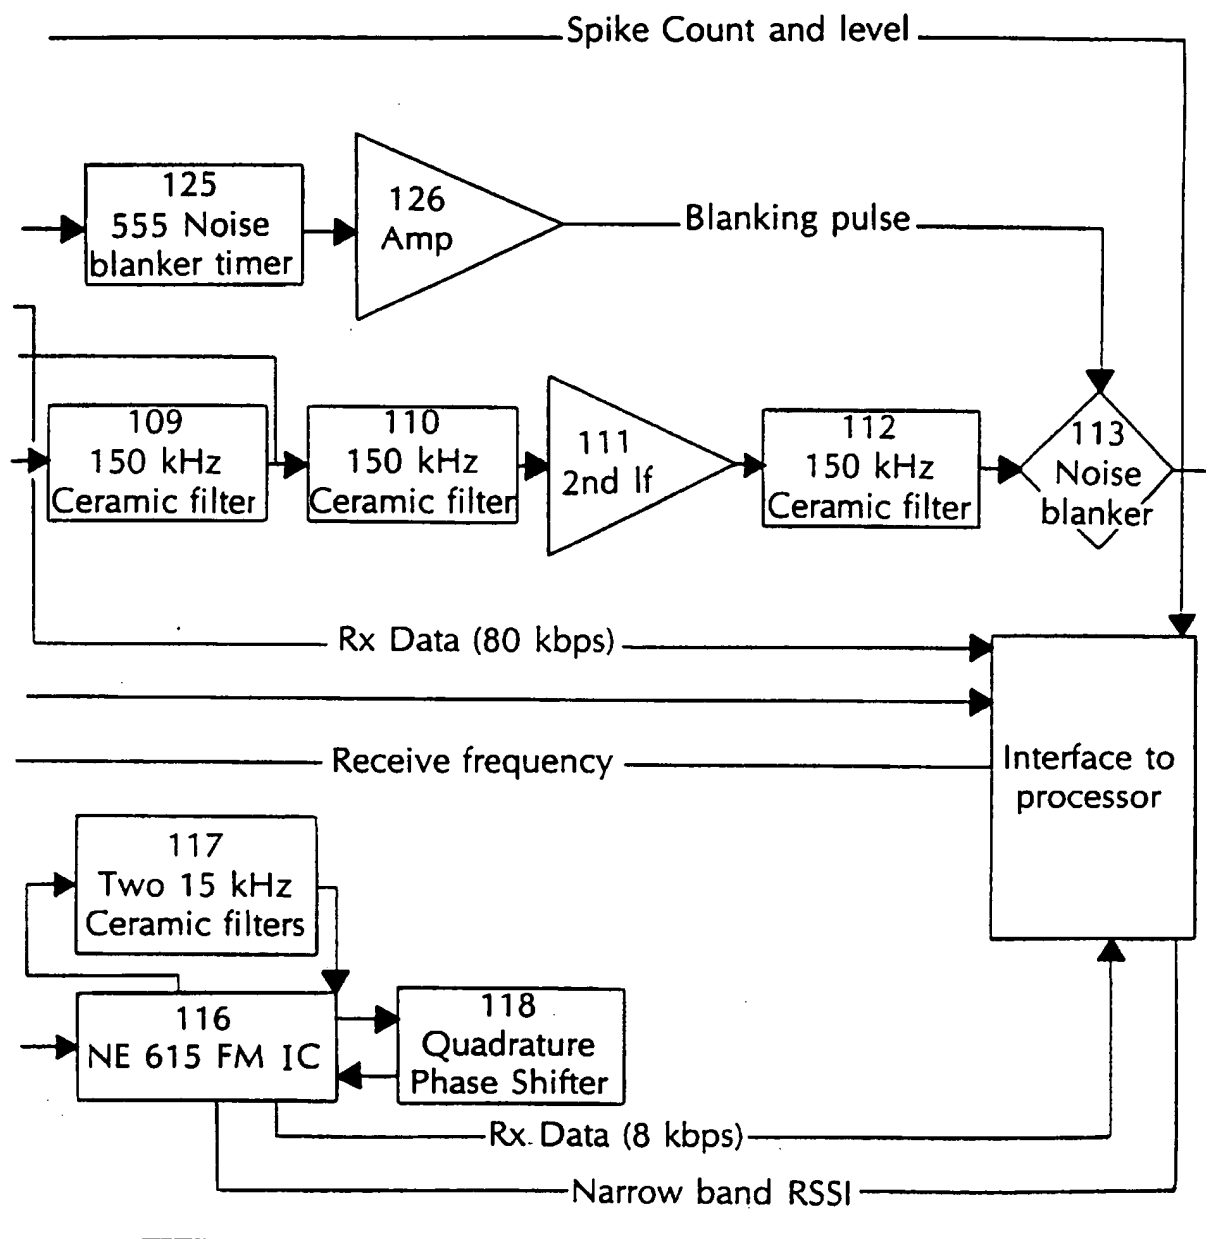 Spike Count and level
125
555 Noise
blanker timer
126
Amp
Blanking pulse
109
150 kHz
Ceramic filter
110
150 kHz
Ceramic filter
111
2nd If
112
150 kHz
Ceramic filter
113
Noise
blanker
Rx Data (80 kbps)
Receive frequency
Interface to
processor
117
Two 15 kHz
Ceramic filters
116
NE 615 FM IC
118
Quadrature
Phase Shifter
Rx Data (8 kbps)
Narrow band RSSI